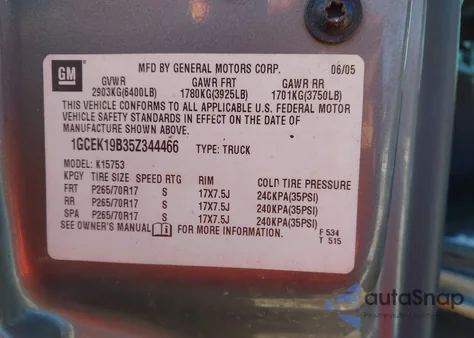 GM
MFD BY GENERAL MOTORS CORP. 06/05
GVWR GAWR FRT GAWR RR
2903KG(6400LB) 1780KG(3925LB) 1701KG(3750LB)
THIS VEHICLE CONFORMS TO ALL APPLICABLE U.S. FEDERAL MOTOR
VEHICLE SAFETY STANDARDS IN EFFECT ON THE DATE OF
MANUFACTURE SHOWN ABOVE.
1GCEK19B35Z344466 TYPE: TRUCK
MODEL: K15753
KPGY TIRE SIZE SPEED RTG RIM COLD TIRE PRESSURE
FRT P265/70R17 S 17X7.5J 240KPA(35PSI)
RR P265/70R17 S 17X7.5J 240KPA(35PSI)
SPA P265/70R17 S 17X7.5J 240KPA(35PSI)
SEE OWNER'S MANUAL FOR MORE INFORMATION. F 534
T 515
autoSnap